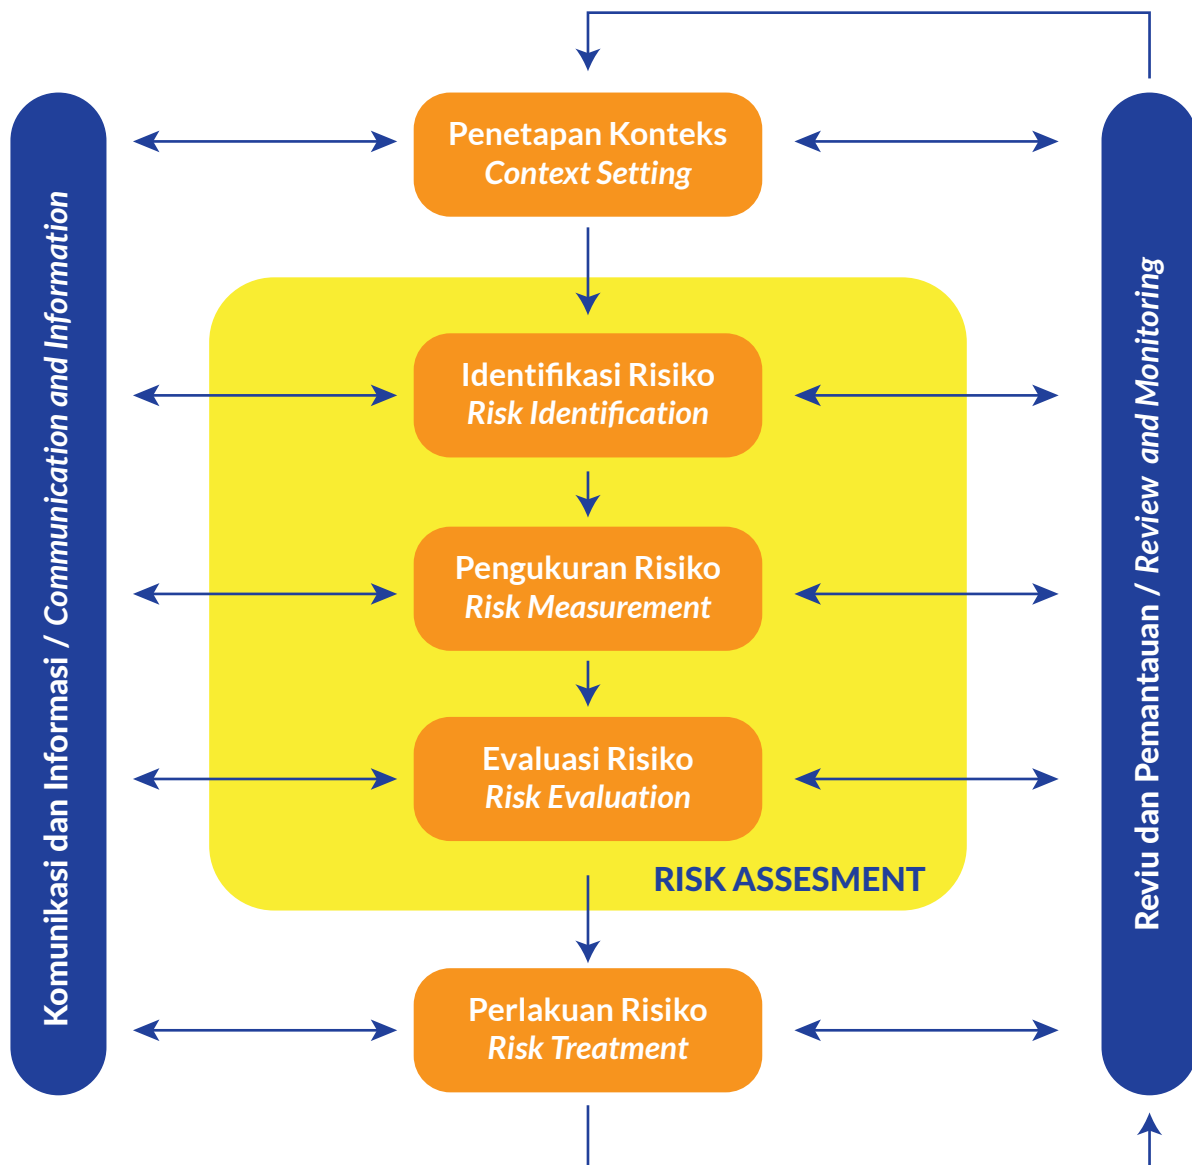 Komunikasi dan Informasi / Communication and Information
Penetapan Konteks
Context Setting
Identifikasi Risiko
Risk Identification
Pengukuran Risiko
Risk Measurement
Evaluasi Risiko
Risk Evaluation
RISK ASSESMENT
Perlakuan Risiko
Risk Treatment
Reviu dan Pemantauan / Review and Monitoring